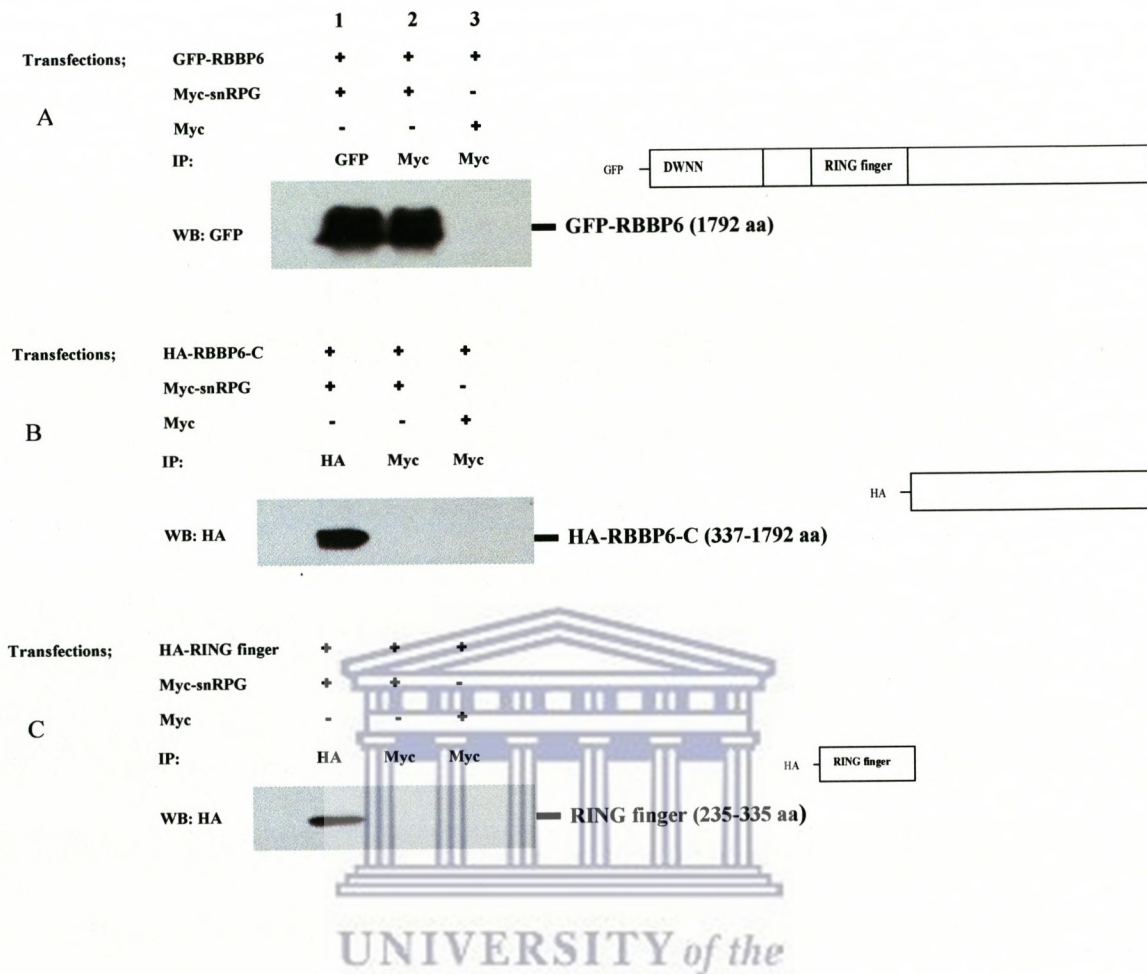 1 2 3
Transfections; GFP-RBBP6 + + +
Myc-snRPG + + -
A
Myc - - +
IP: GFP Myc Myc
GFP DWNN RING finger
WB: GFP GFP-RBBP6 (1792 aa)
Transfections; HA-RBBP6-C + + +
Myc-snRPG + + -
B
Myc - - +
IP: HA Myc Myc
HA
WB: HA HA-RBBP6-C (337-1792 aa)
Transfections; HA-RING finger + + +
Myc-snRPG + + -
C
Myc - - +
IP: HA Myc Myc
HA RING finger
WB: HA RING finger (235-335 aa)
UNIVERSITY of the